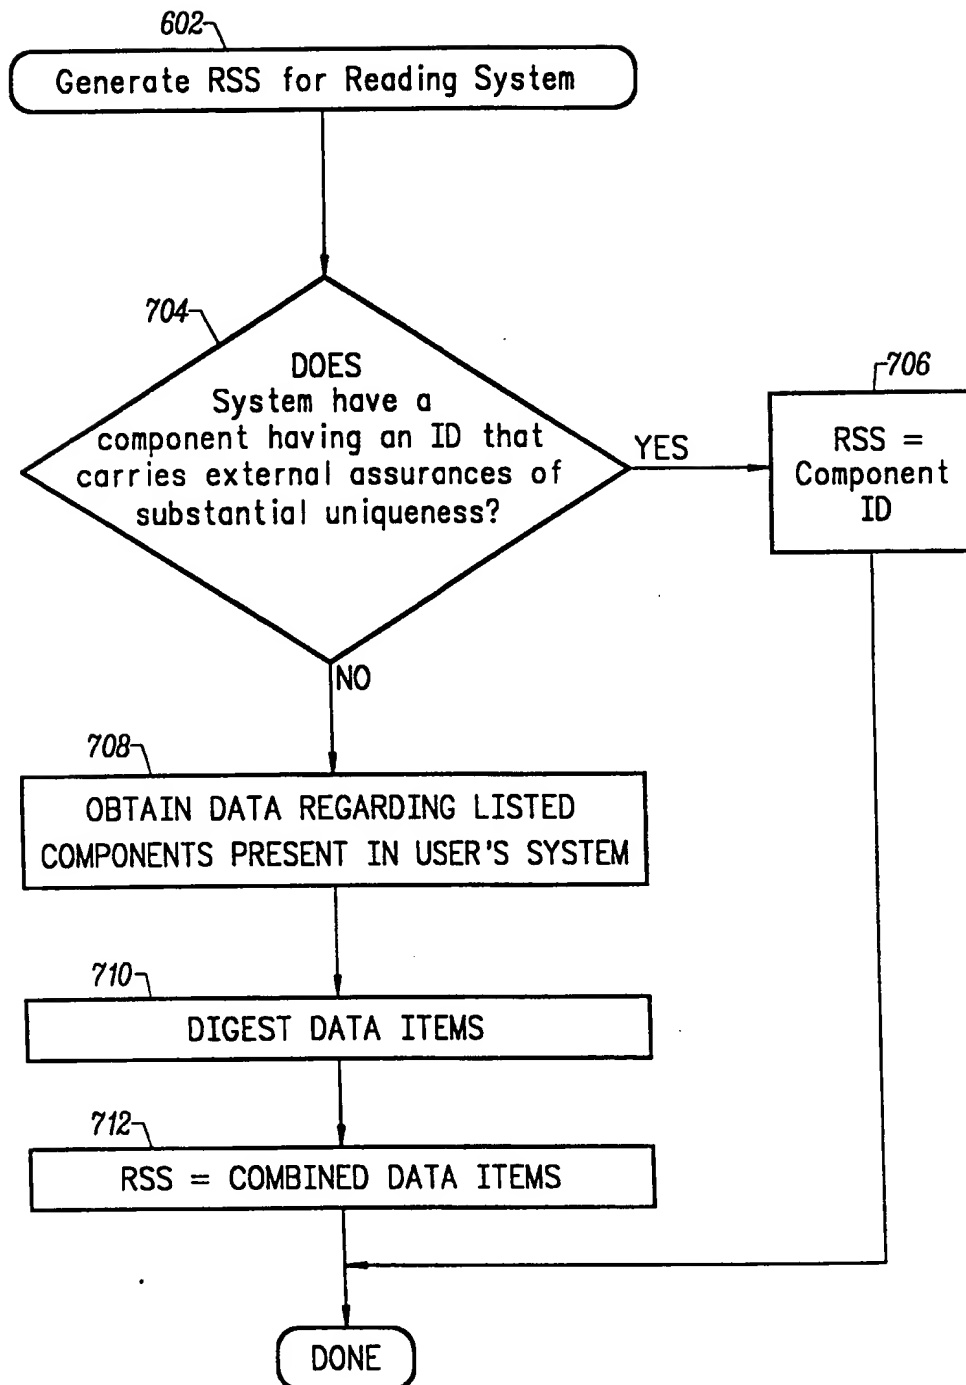 602
Generate RSS for Reading System
704
DOES
System have a
component having an ID that
carries external assurances of
substantial uniqueness?
YES
706
RSS =
Component
ID
NO
708
OBTAIN DATA REGARDING LISTED
COMPONENTS PRESENT IN USER'S SYSTEM
710
DIGEST DATA ITEMS
712
RSS = COMBINED DATA ITEMS
DONE